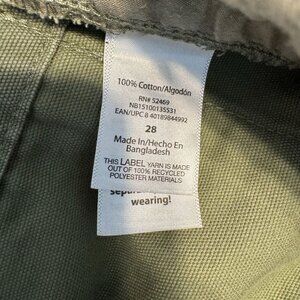 100% Cotton/Algodón
RN# 52469
NB15100135531
EAN/UPC 8 40189844992
28
Made In/Hecho En
Bangladesh
THIS LABEL YARN IS MADE
OUT OF 100% RECYCLED
POLYESTER MATERIALS
wearing!